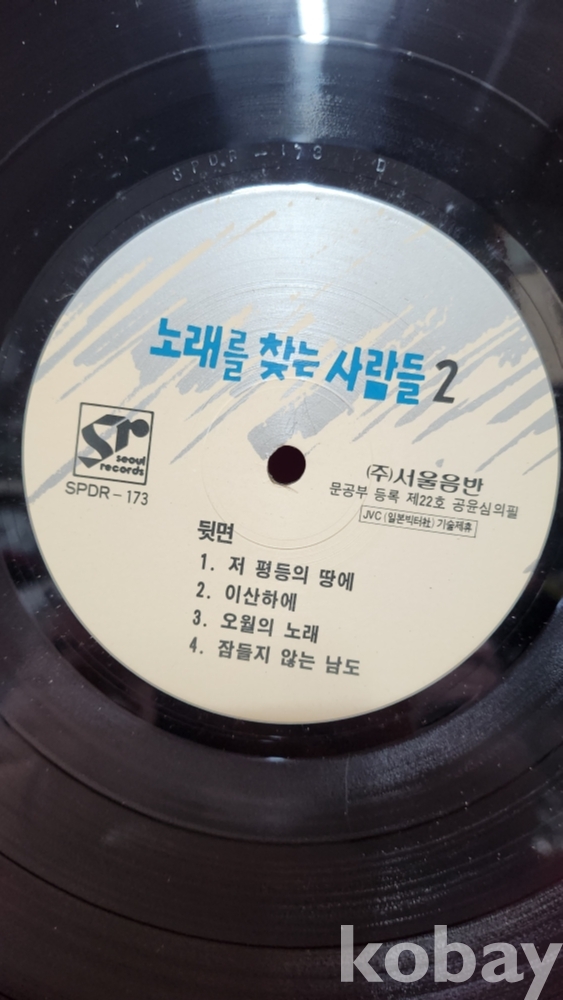 SPDR-173 D
노래를 찾는 사람들 2
sr
seoul
records
SPDR-173
(주)서울음반
문공부 등록 제22호 공윤심의필
JVC (일본빅터社) 기술제휴
뒷면
1. 저 평등의 땅에
2. 이산하에
3. 오월의 노래
4. 잠들지 않는 남도
kobay